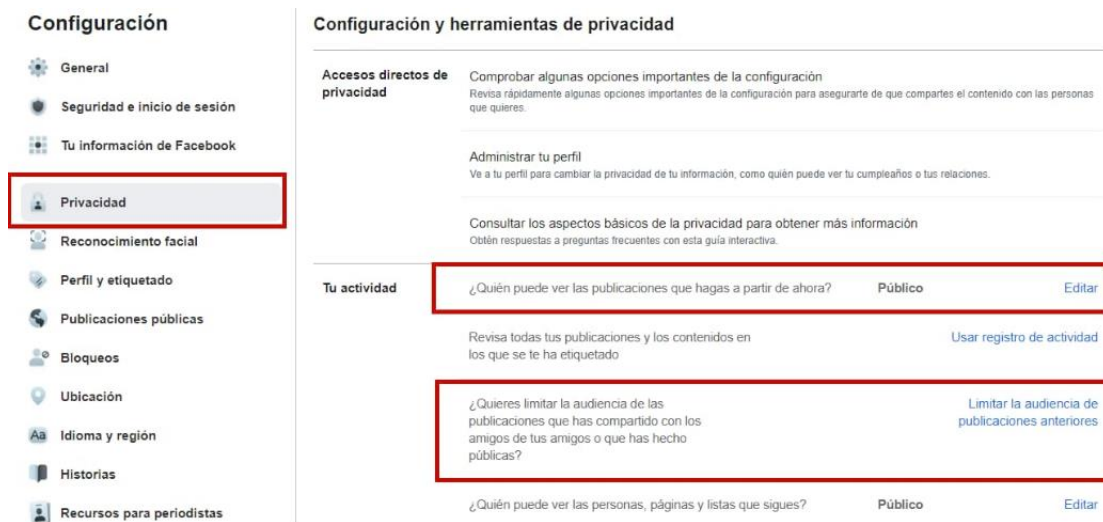 Configuración
General
Seguridad e inicio de sesión
Tu información de Facebook
Privacidad
Reconocimiento facial
Perfil y etiquetado
Publicaciones públicas
Bloqueos
Ubicación
Aa Idioma y región
Historias
Recursos para periodistas
Configuración y herramientas de privacidad
Accesos directos de
privacidad
Comprobar algunas opciones importantes de la configuración
Revisa rápidamente algunas opciones importantes de la configuración para asegurarte de que compartes el contenido con las personas
que quieres.
Administrar tu perfil
Ve a tu perfil para cambiar la privacidad de tu información, como quién puede ver tu cumpleaños o tus relaciones.
Consultar los aspectos básicos de la privacidad para obtener más información
Obtén respuestas a preguntas frecuentes con esta guía interactiva.
Tu actividad
¿Quién puede ver las publicaciones que hagas a partir de ahora? Público Editar
Revisa todas tus publicaciones y los contenidos en
los que se te ha etiquetado
Usar registro de actividad
¿Quieres limitar la audiencia de las
publicaciones que has compartido con los
amigos de tus amigos o que has hecho
públicas?
Limitar la audiencia de
publicaciones anteriores
¿Quién puede ver las personas, páginas y listas que sigues? Público Editar